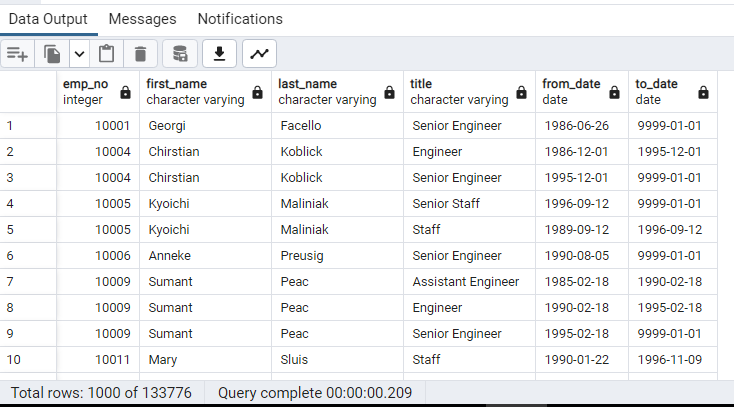 Data Output Messages Notifications
emp_no integer first_name character varying last_name character varying title character varying from_date date to_date date
1 10001 Georgi Facello Senior Engineer 1986-06-26 9999-01-01
2 10004 Chirstian Koblick Engineer 1986-12-01 1995-12-01
3 10004 Chirstian Koblick Senior Engineer 1995-12-01 9999-01-01
4 10005 Kyoichi Maliniak Senior Staff 1996-09-12 9999-01-01
5 10005 Kyoichi Maliniak Staff 1989-09-12 1996-09-12
6 10006 Anneke Preusig Senior Engineer 1990-08-05 9999-01-01
7 10009 Sumant Peac Assistant Engineer 1985-02-18 1990-02-18
8 10009 Sumant Peac Engineer 1990-02-18 1995-02-18
9 10009 Sumant Peac Senior Engineer 1995-02-18 9999-01-01
10 10011 Mary Sluis Staff 1990-01-22 1996-11-09
Total rows: 1000 of 133776 Query complete 00:00:00.209